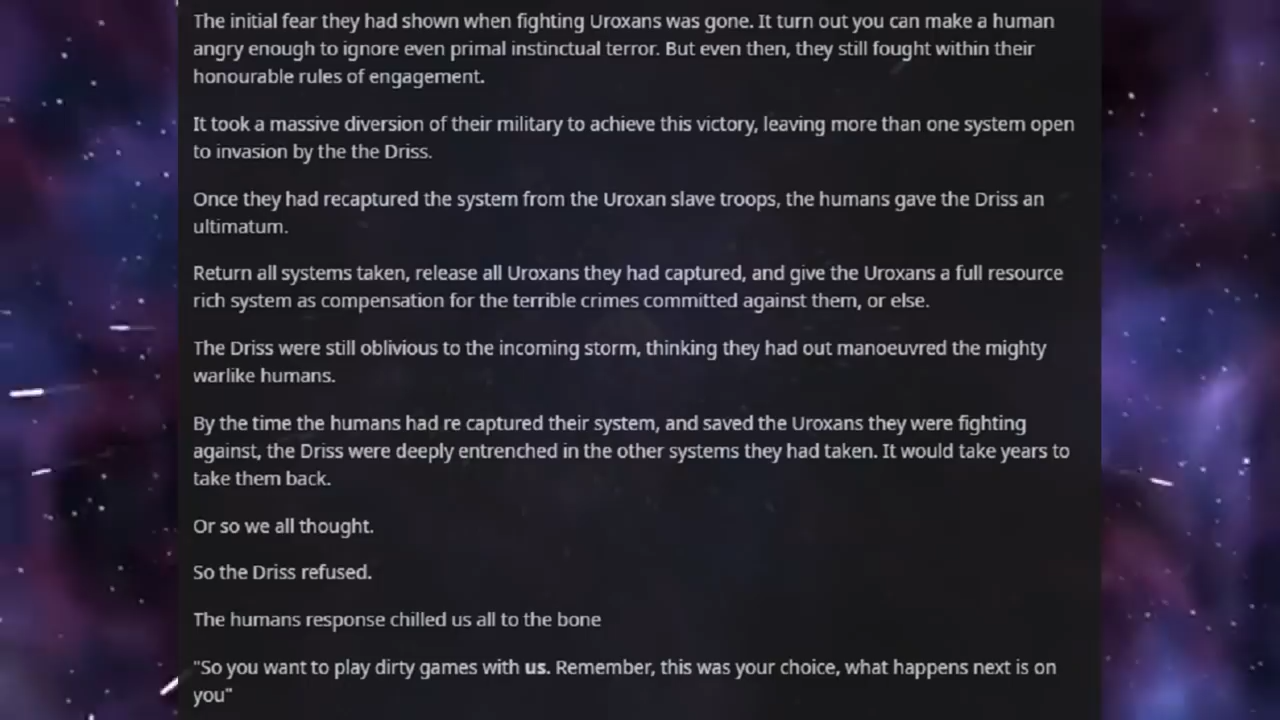 The initial fear they had shown when fighting Uroxans was gone. It turn out you can make a human
angry enough to ignore even primal instinctual terror. But even then, they still fought within their
honourable rules of engagement.
It took a massive diversion of their military to achieve this victory, leaving more than one system open
to invasion by the the Driss.
Once they had recaptured the system from the Uroxan slave troops, the humans gave the Driss an
ultimatum.
Return all systems taken, release all Uroxans they had captured, and give the Uroxans a full resource
rich system as compensation for the terrible crimes committed against them, or else.
The Driss were still oblivious to the incoming storm, thinking they had out manoeuvred the mighty
warlike humans.
By the time the humans had re captured their system, and saved the Uroxans they were fighting
against, the Driss were deeply entrenched in the other systems they had taken. It would take years to
take them back.
Or so we all thought.
So the Driss refused.
The humans response chilled us all to the bone
"So you want to play dirty games with us. Remember, this was your choice, what happens next is on
you"